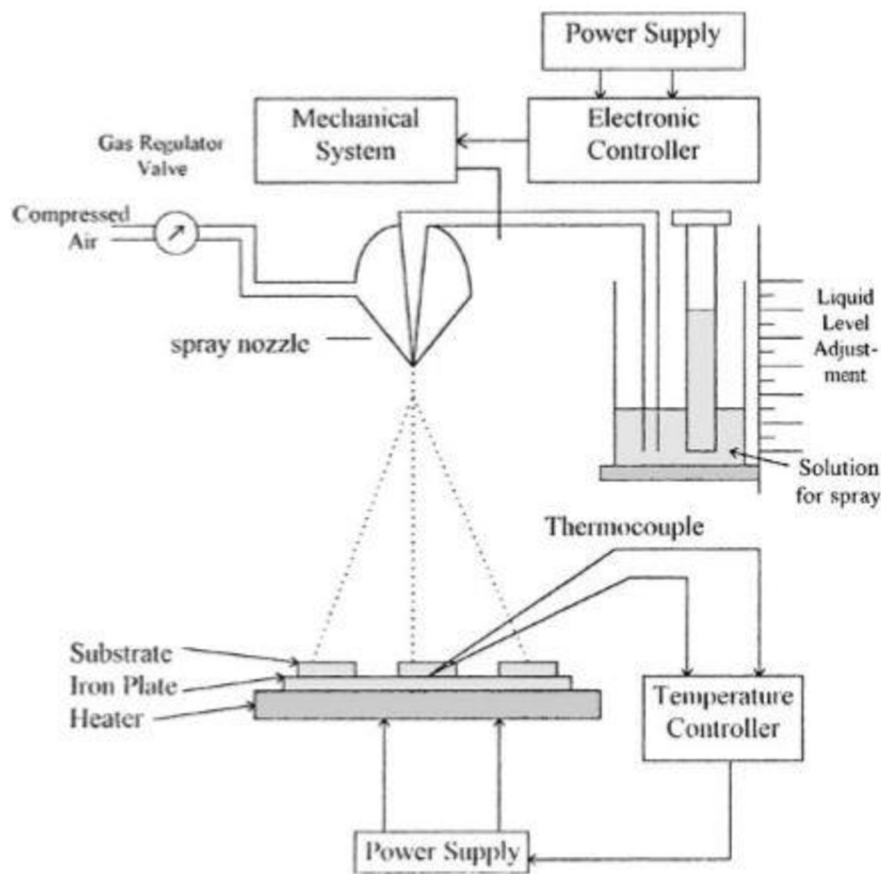 Power Supply
Mechanical
System
Electronic
Controller
Gas Regulator
Valve
Compressed
Air
spray nozzle
Liquid
Level
Adjust-
ment
Solution
for spray
Thermocouple
Substrate
Iron Plate
Heater
Temperature
Controller
Power Supply